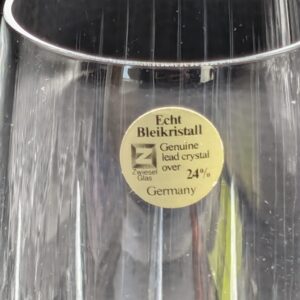 Echt
Bleikristall
Z
Zwiesel
Glas
Genuine
lead crystal
over 24%
Germany